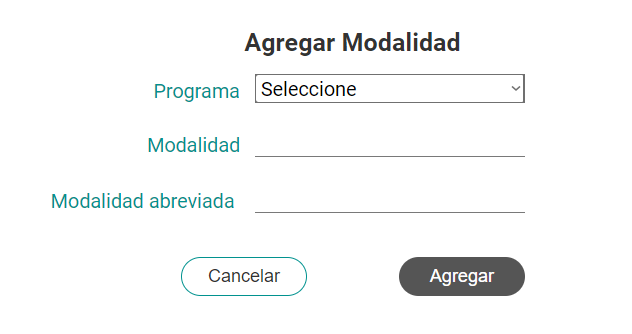 Agregar Modalidad
Programa Seleccione
Modalidad
Modalidad abreviada
Cancelar Agregar